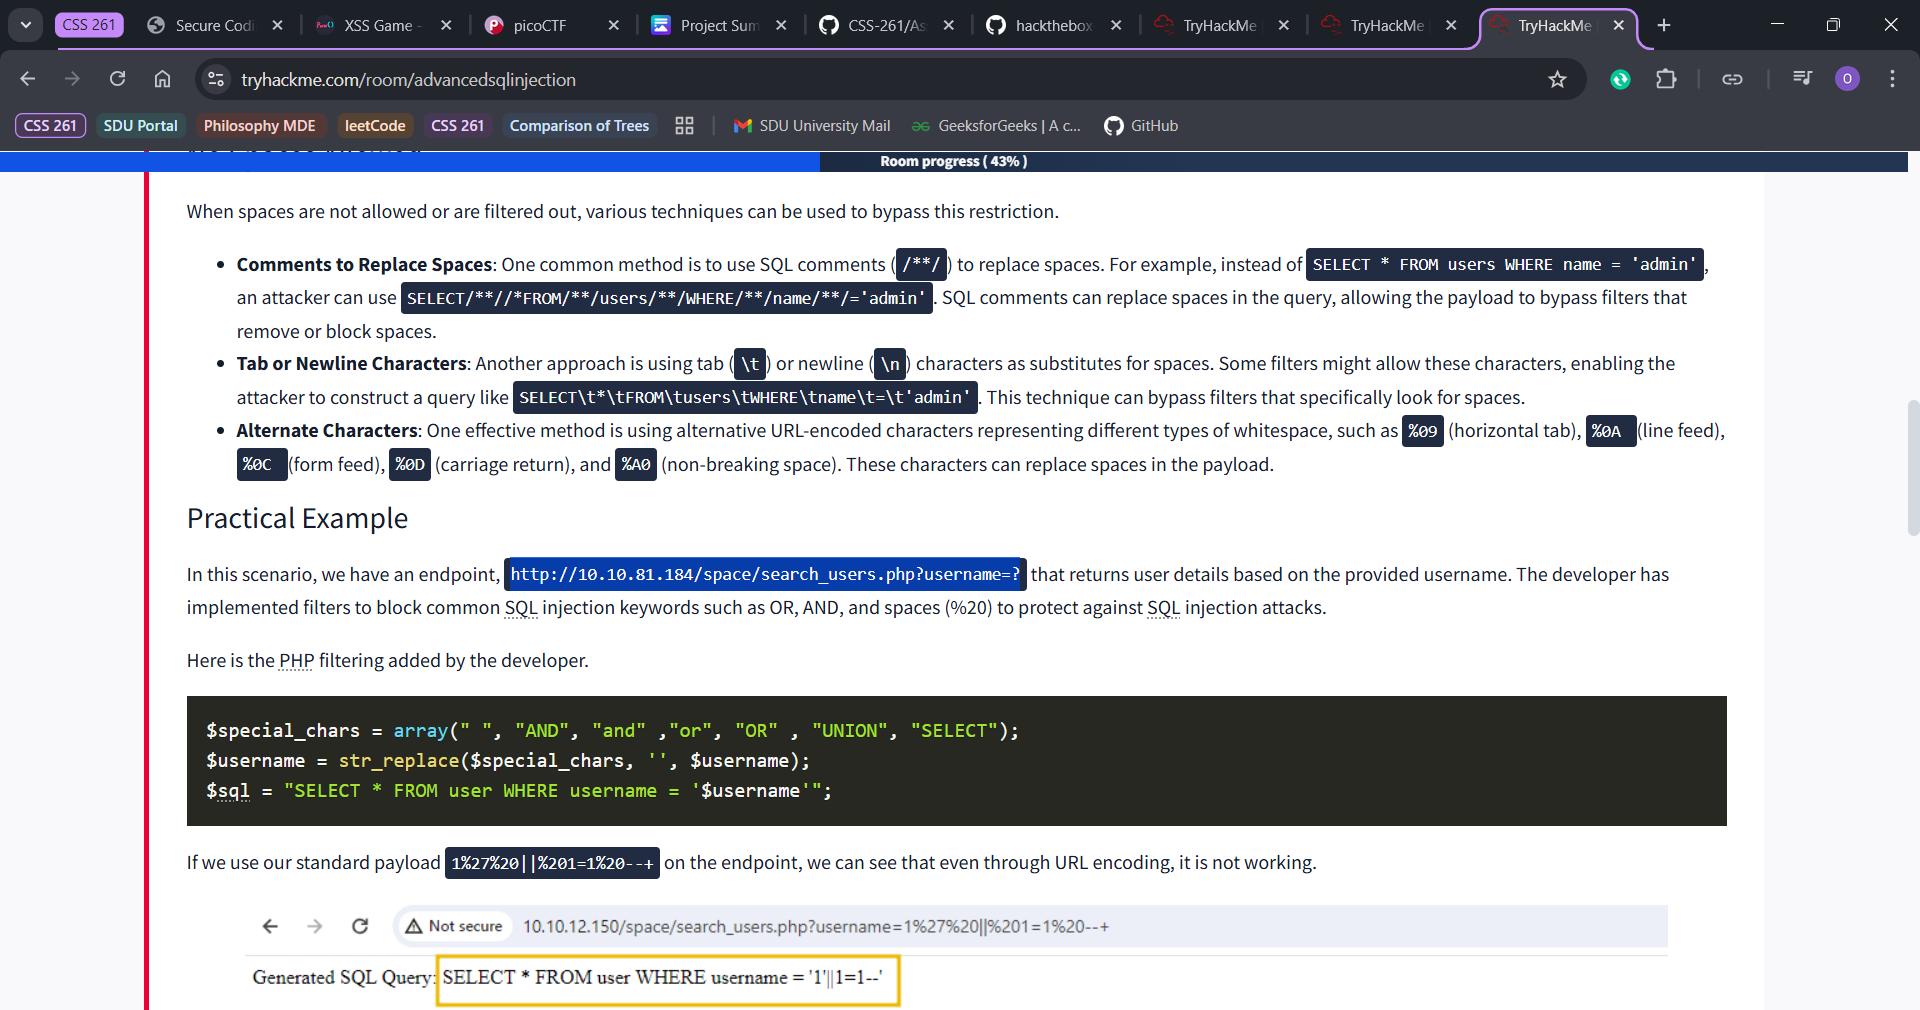 CSS 261
Secure Codi
XSS Game -
picoCTF
Project Sum
CSS-261/As
hackthebox
TryHackMe
TryHackMe
TryHackMe
tryhackme.com/room/advancedsqlinjection
O
CSS 261
SDU Portal
Philosophy MDE
leetCode
CSS 261
Comparison of Trees
SDU University Mail
GeeksforGeeks | A c...
GitHub
Room progress ( 43% )
When spaces are not allowed or are filtered out, various techniques can be used to bypass this restriction.
• Comments to Replace Spaces: One common method is to use SQL comments ( /**/ ) to replace spaces. For example, instead of SELECT * FROM users WHERE name = 'admin' ,
an attacker can use SELECT/**//*FROM/**/users/**/WHERE/**/name/**/='admin' . SQL comments can replace spaces in the query, allowing the payload to bypass filters that
remove or block spaces.
• Tab or Newline Characters: Another approach is using tab ( \t ) or newline ( \n ) characters as substitutes for spaces. Some filters might allow these characters, enabling the
attacker to construct a query like SELECT\t*\tFROM\tusers\tWHERE\tname\t=\t'admin' . This technique can bypass filters that specifically look for spaces.
• Alternate Characters: One effective method is using alternative URL-encoded characters representing different types of whitespace, such as %09 (horizontal tab), %0A (line feed),
%0C (form feed), %0D (carriage return), and %A0 (non-breaking space). These characters can replace spaces in the payload.
Practical Example
In this scenario, we have an endpoint, http://10.10.81.184/space/search_users.php?username=? that returns user details based on the provided username. The developer has
implemented filters to block common SQL injection keywords such as OR, AND, and spaces (%20) to protect against SQL injection attacks.
Here is the PHP filtering added by the developer.
$special_chars = array(" ", "AND", "and" ,"or", "OR" , "UNION", "SELECT");
$username = str_replace($special_chars, '', $username);
$sql = "SELECT * FROM user WHERE username = '$username'";
If we use our standard payload 1%27%20||%201=1%20--+ on the endpoint, we can see that even through URL encoding, it is not working.
Not secure 10.10.12.150/space/search_users.php?username=1%27%20||%201=1%20--+
Generated SQL Query: SELECT * FROM user WHERE username = '1'||1=1--'